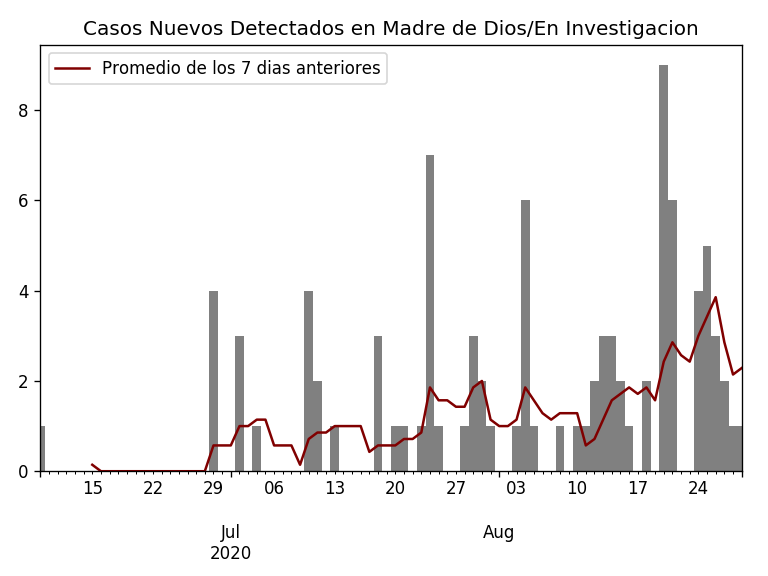 Casos Nuevos Detectados en Madre de Dios/En Investigacion
Promedio de los 7 dias anteriores
8
6
4
2
0
15 22 29 06 13 20 27 03 10 17 24
Jul Aug
2020